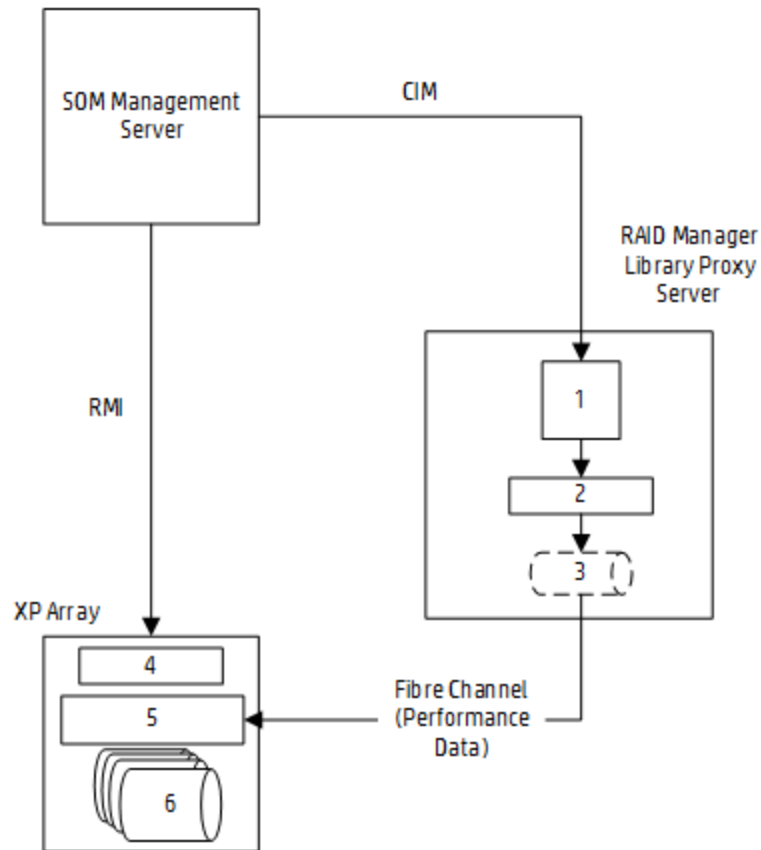 SOM Management
Server
CIM
RAID Manager
Library Proxy
Server
1
RMI
2
3
XP Array
4
5
Fibre Channel
(Performance
Data)
6